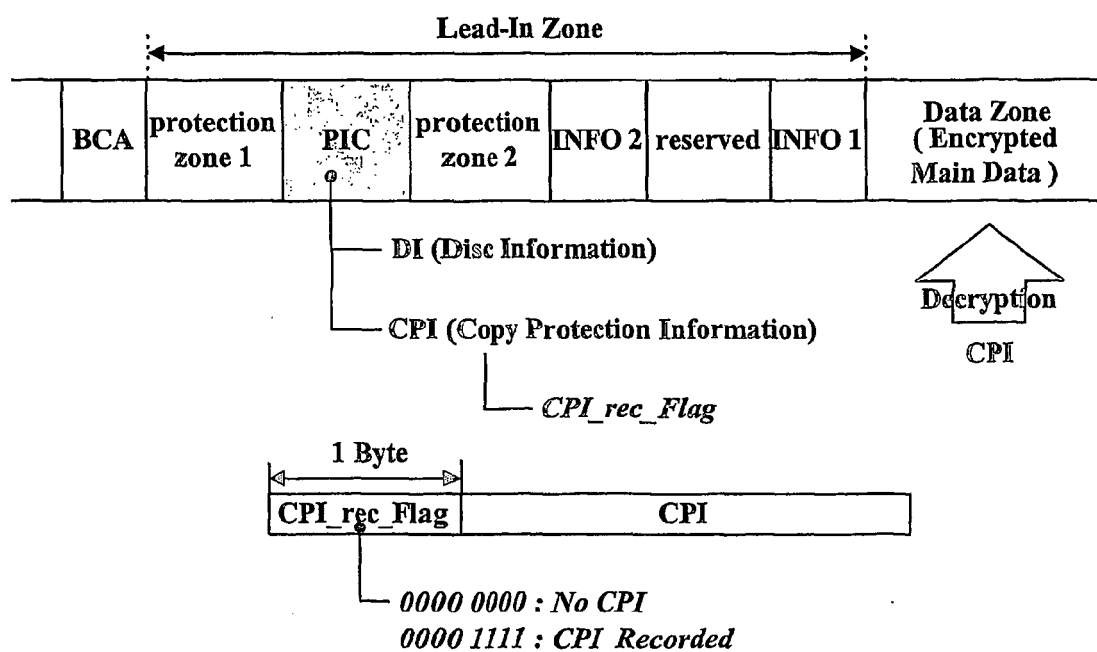 Lead-In Zone
BCA
protection zone 1
PIC
protection zone 2
INFO 2
reserved
INFO 1
Data Zone
( Encrypted
Main Data )
DI (Disc Information)
CPI (Copy Protection Information)
CPI_rec_Flag
Decryption
CPI
1 Byte
CPI_rec_Flag
CPI
0000 0000 : No CPI
0000 1111 : CPI Recorded